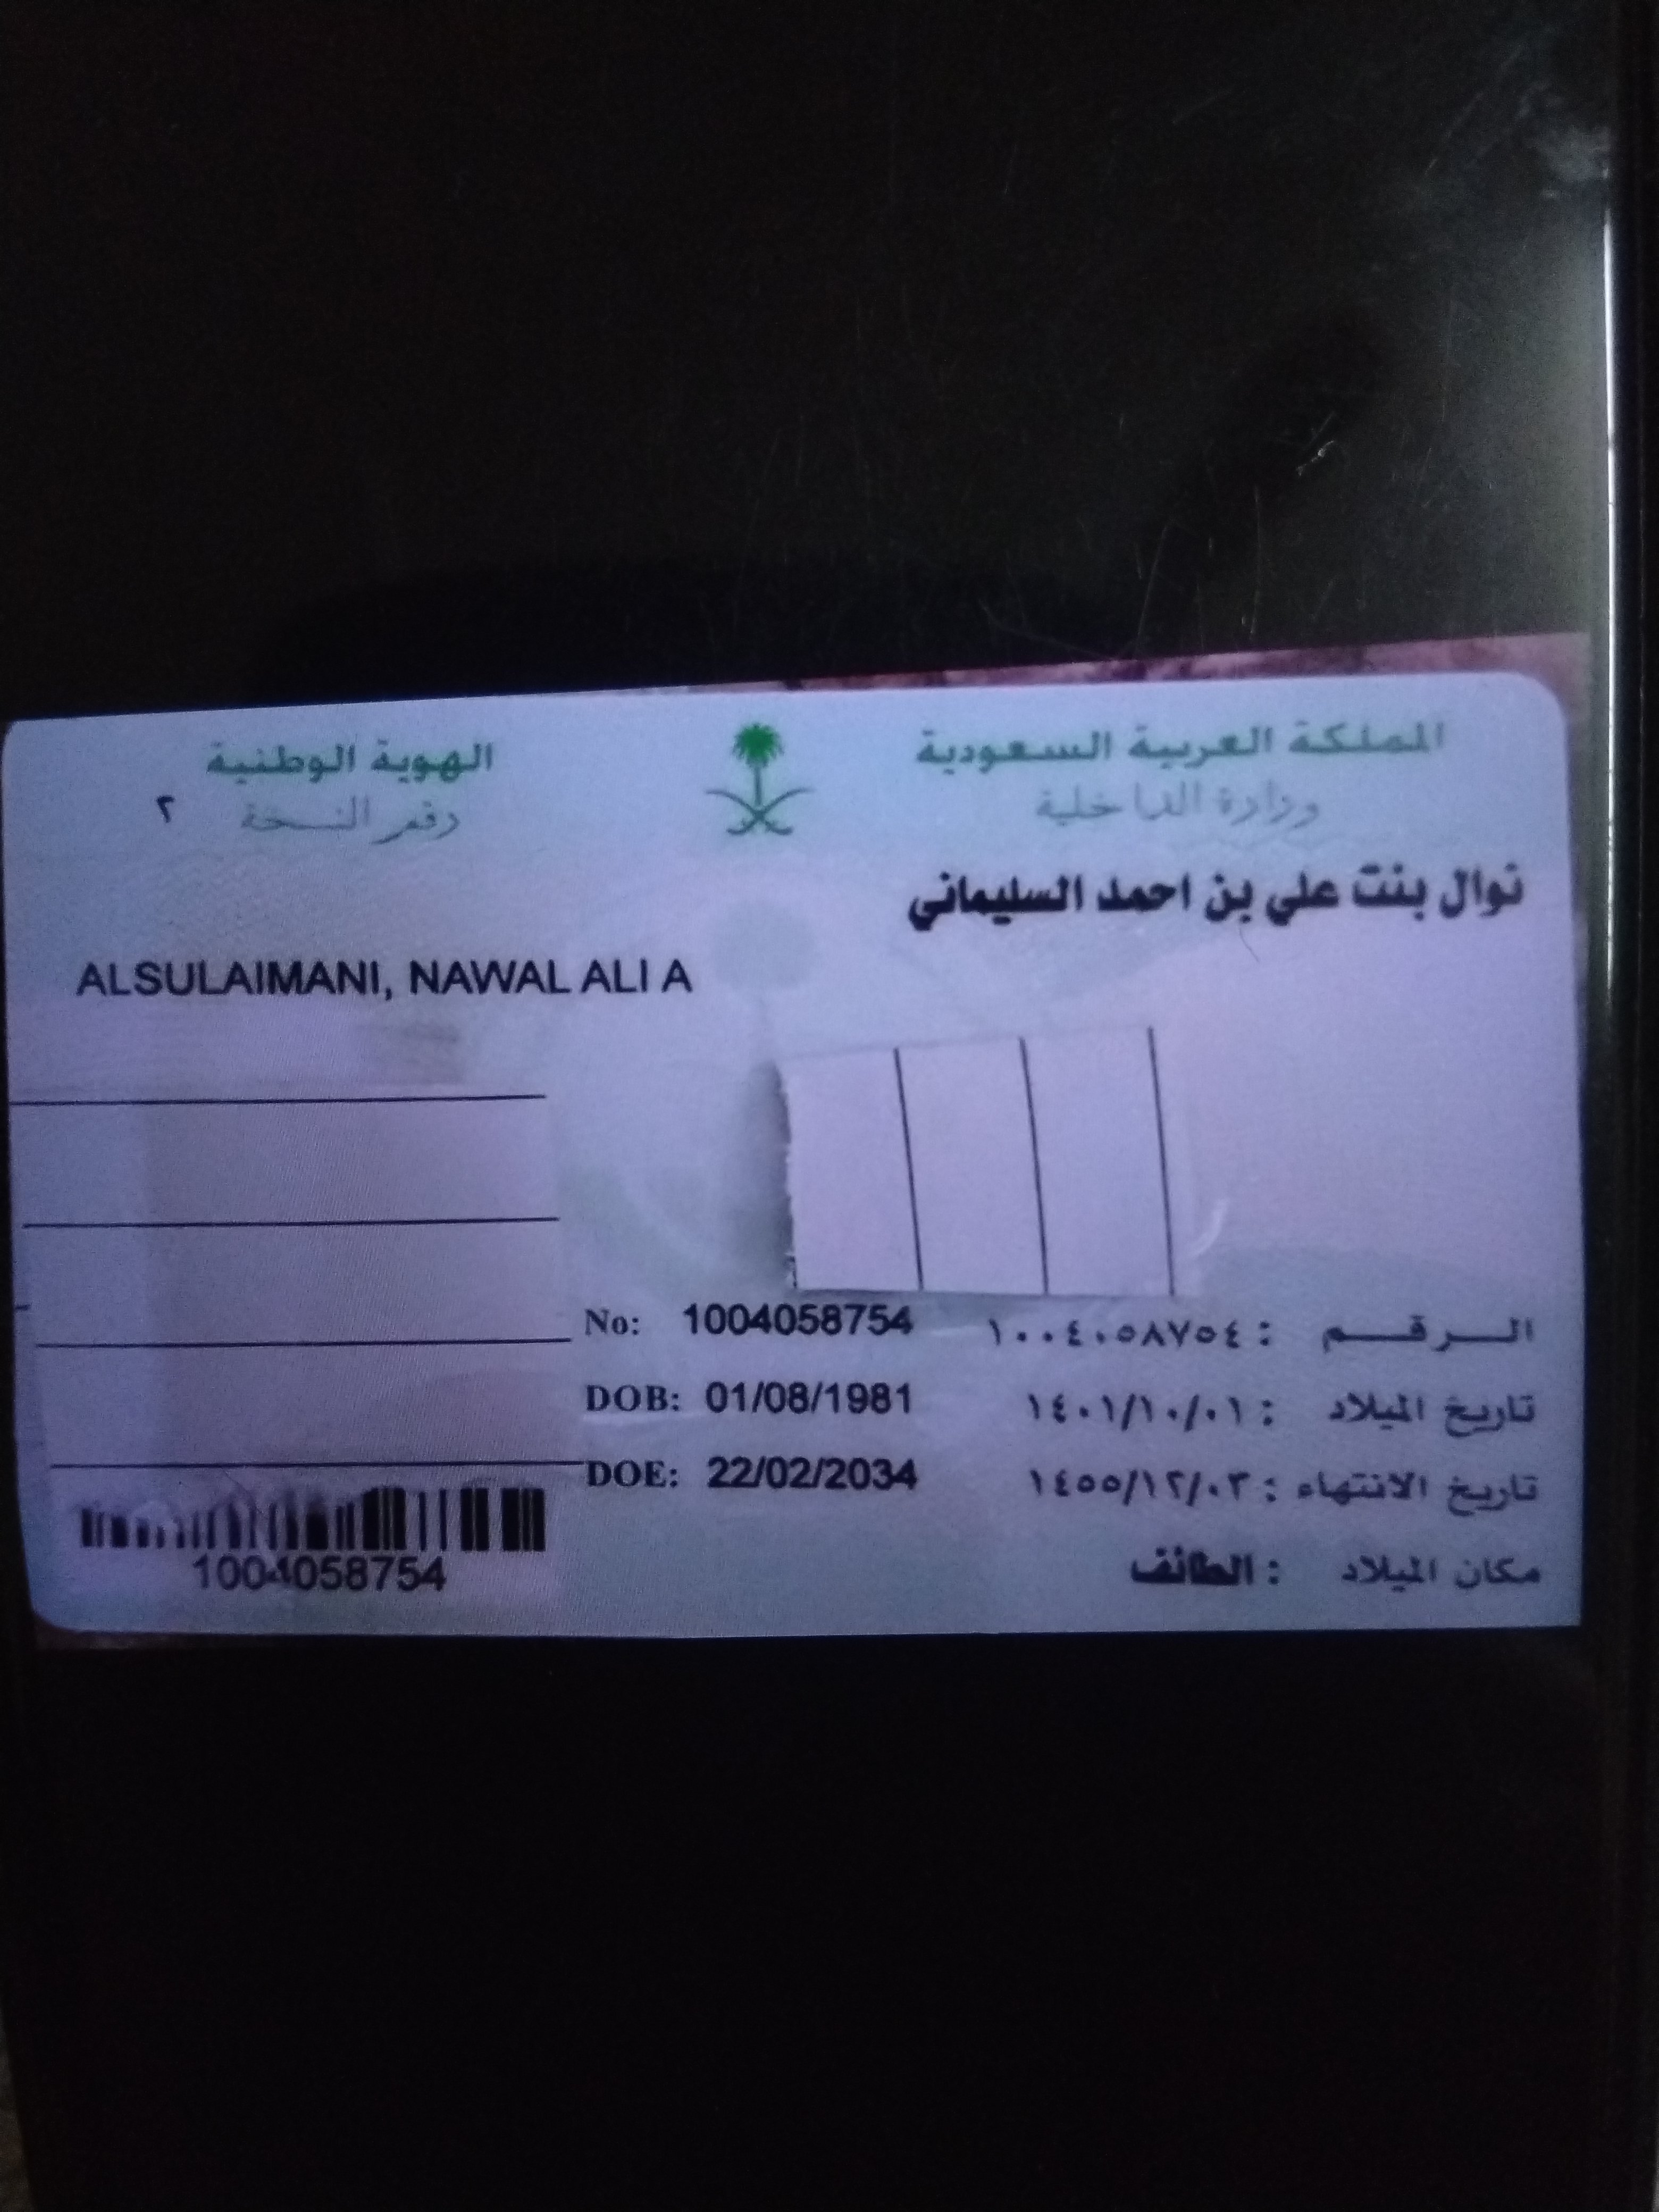 المملكة العربية السعودية
وزارة الداخلية
الهوية الوطنية
رقم النسخة ٢
نوال بنت علي بن احمد السليماني
ALSULAIMANI, NAWAL ALI A
الرقم : ١٠٠٤٠٥٨٧٥٤ No: 1004058754
تاريخ الميلاد : ١٤٠١/١٠/٠١ DOB: 01/08/1981
تاريخ الانتهاء : ١٤٥٥/١٢/٠٣ DOE: 22/02/2034
مكان الميلاد : الطائف
1004058754